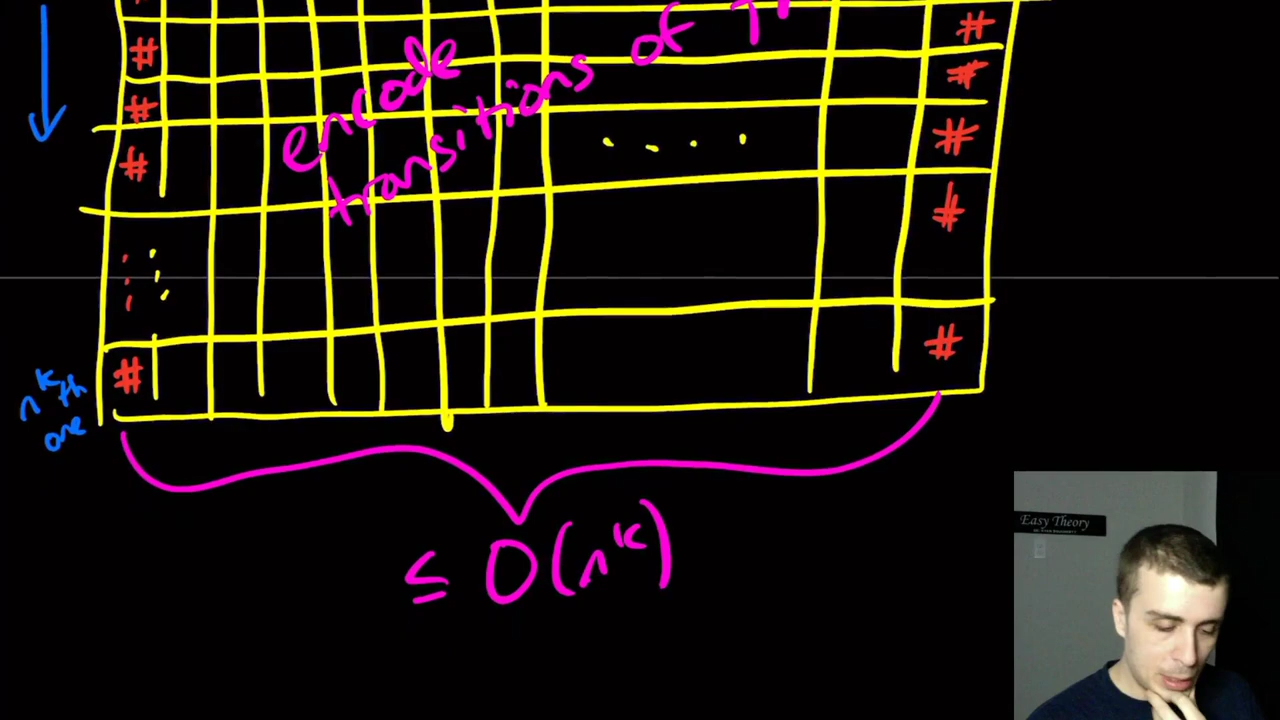 #
#
#
#
#
#
#
#
encode
transitions of
. . . .
#
#
n^k th
one
≤ O(n^k)
Easy Theory